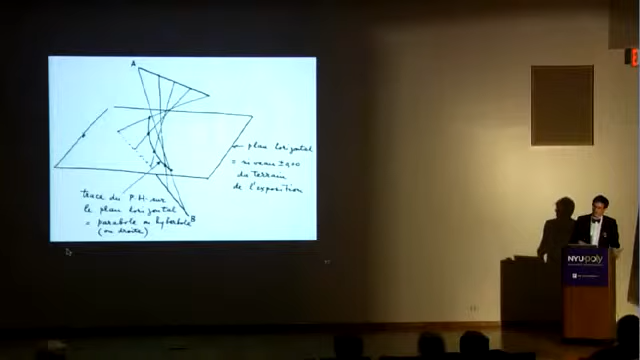 A
plan horizontal
= niveau ± 0,00
du Terrain
de l'exposition
trace du P.H. sur
le plan horizontal
= parabole ou hyperbole
(ou droite)
B
NYU·poly